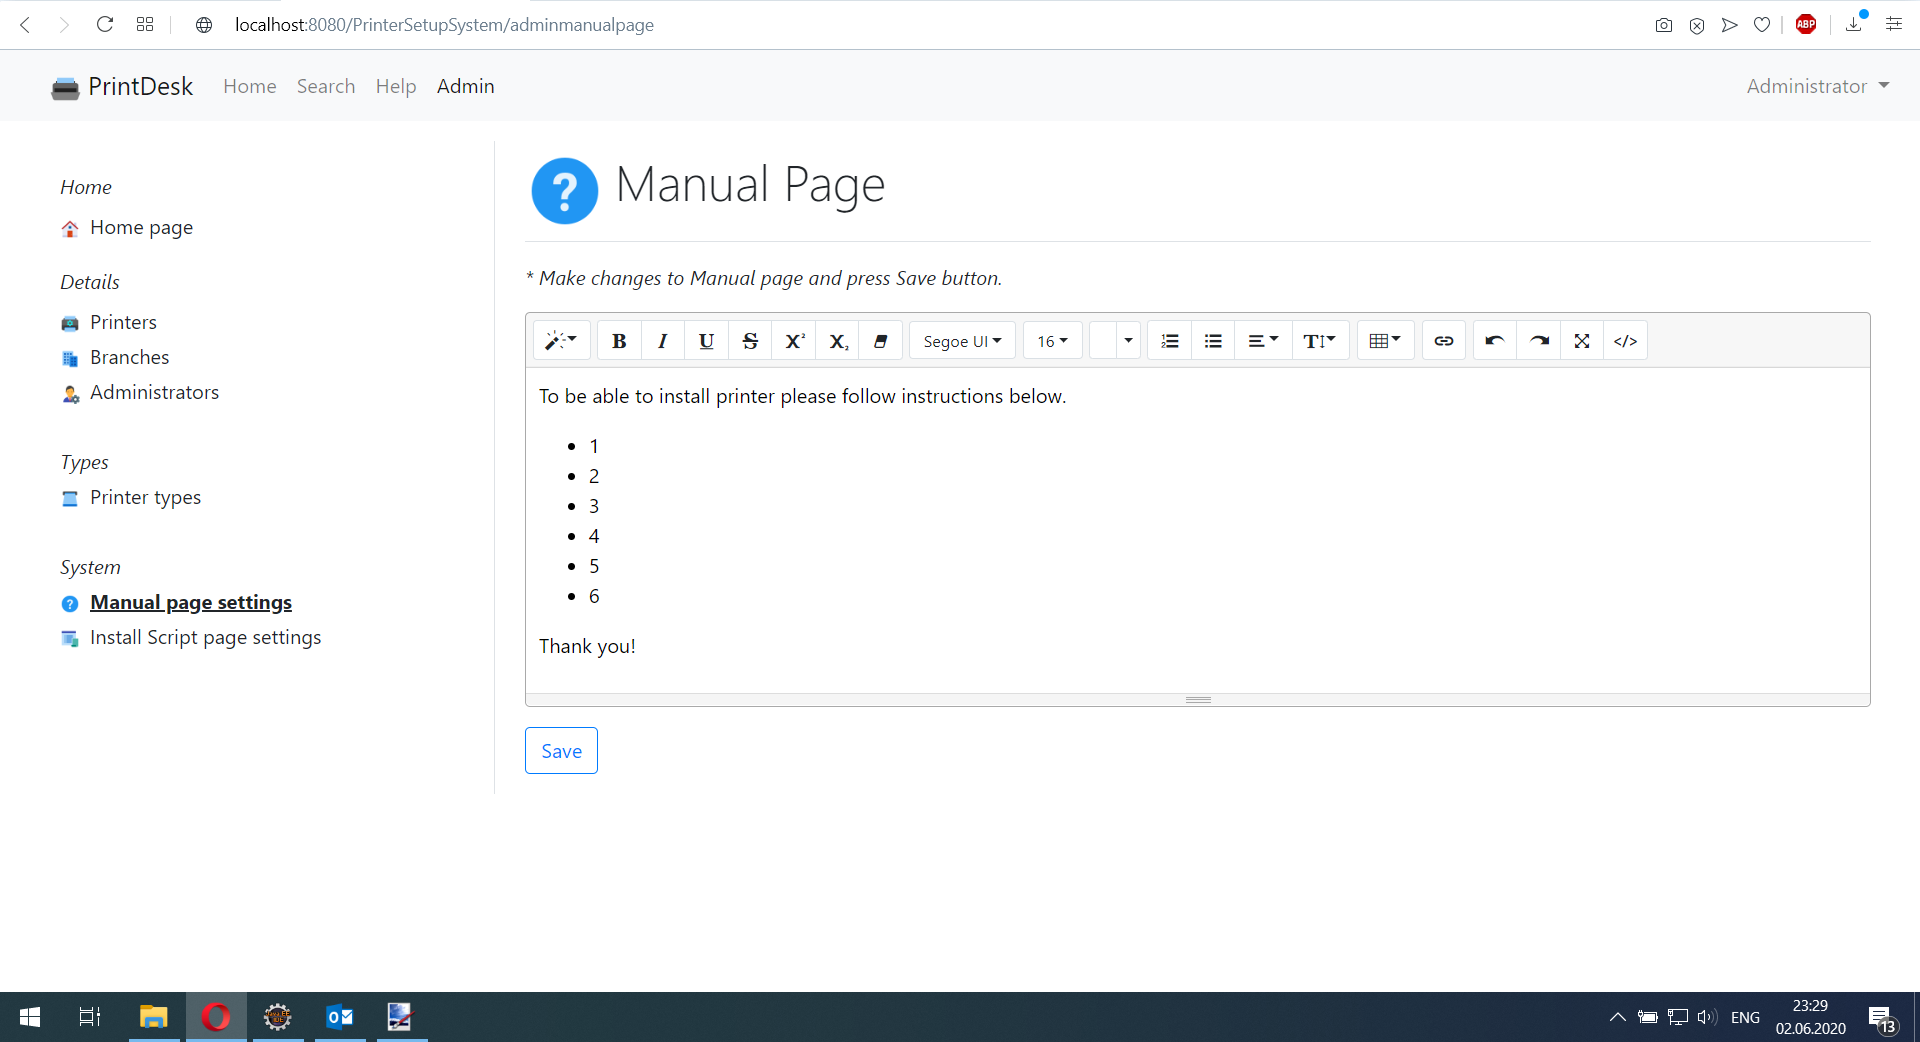 localhost:8080/PrinterSetupSystem/adminmanualpage
ABP
PrintDesk Home Search Help Admin Administrator
Home
Home page
Details
Printers
Branches
Administrators
Types
Printer types
System
Manual page settings
Install Script page settings
? Manual Page
* Make changes to Manual page and press Save button.
B I U S X² X₂ Segoe UI 16 T </>
To be able to install printer please follow instructions below.
• 1
• 2
• 3
• 4
• 5
• 6
Thank you!
Save
ENG
23:29
02.06.2020
13